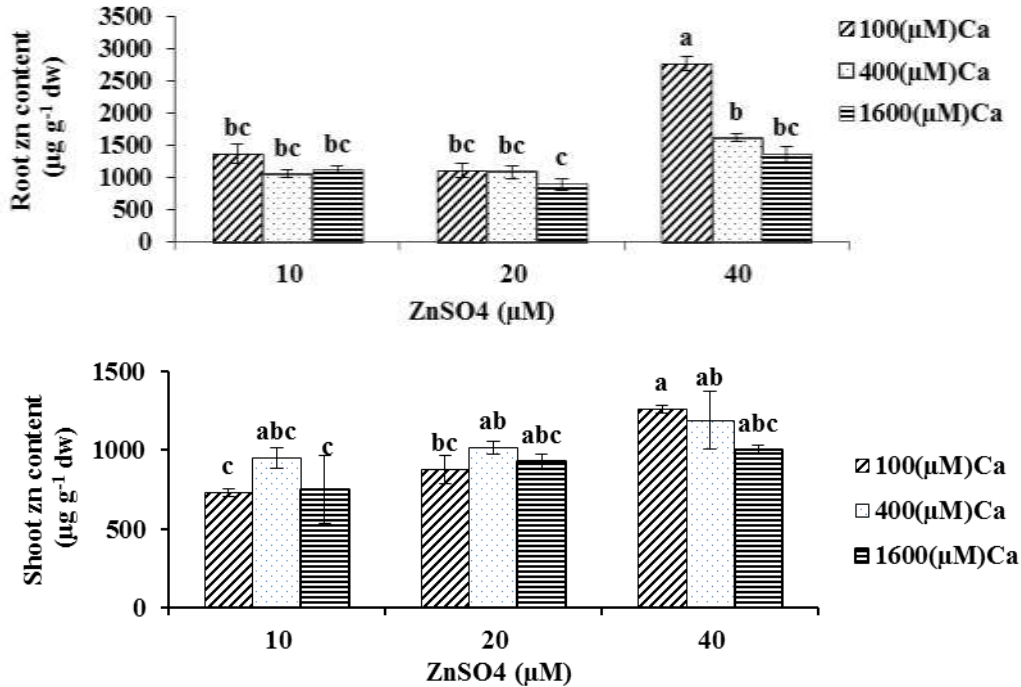 3500
3000
2500
2000
1500
1000
500
0
Root zn content
(µg g-1 dw)
bc
bc
bc
bc
bc
c
a
b
bc
10
20
40
ZnSO4 (µM)
100(µM)Ca
400(µM)Ca
1600(µM)Ca
1500
1000
500
0
Shoot zn content
(µg g-1 dw)
c
abc
c
bc
ab
abc
a
ab
abc
10
20
40
ZnSO4 (µM)
100(µM)Ca
400(µM)Ca
1600(µM)Ca